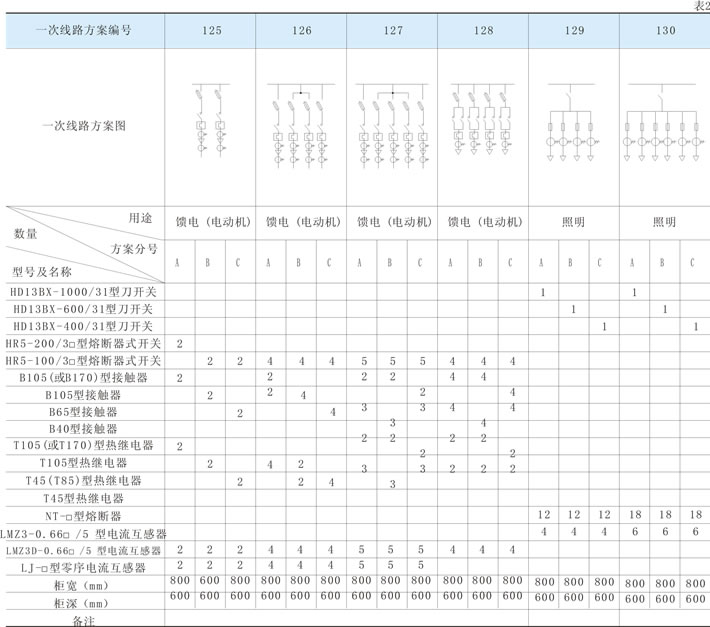 表2
一次线路方案编号 125 126 127 128 129 130
一次线路方案图
用途 馈电 (电动机) 馈电 (电动机) 馈电 (电动机) 馈电 (电动机) 照明 照明
数量
方案分号 A B C A B C A B C A B C A B C A B C
型号及名称
HD13BX-1000/31型刀开关 1 1
HD13BX-600/31型刀开关 1 1
HD13BX-400/31型刀开关 1 1
HR5-200/3□型熔断器式开关 2
HR5-100/3□型熔断器式开关 2 2 4 4 4 5 5 5 4 4 4
B105(或B170)型接触器 2 2 2 2 4 4
B105型接触器 2 2 4 2 4
B65型接触器 2 4 3 3 4 4
B40型接触器 3 4
T105(或T170)型热继电器 2 2 2 2 2
T105型热继电器 2 4 2 3 2 3 2 2 2 2
T45(T85)型热继电器 2 2 4 3
T45型热继电器
NT-□型熔断器 12 12 12 18 18 18
LMZ3-0.66□ /5 型电流互感器 4 4 4 6 6 6
LMZ3D-0.66□ /5 型电流互感器 2 2 2 4 4 4 5 5 5 4 4 4
LJ-□型零序电流互感器 2 2 2 4 4 4 5 5 5
柜宽 (mm) 800 600 800 800 800 800 800 800 800 800 800 800 800 800 800 800 800 800
柜深 (mm) 600 600 600 600 600 600 600 600 600 600 600 600 600 600 600 600 600 600
备注